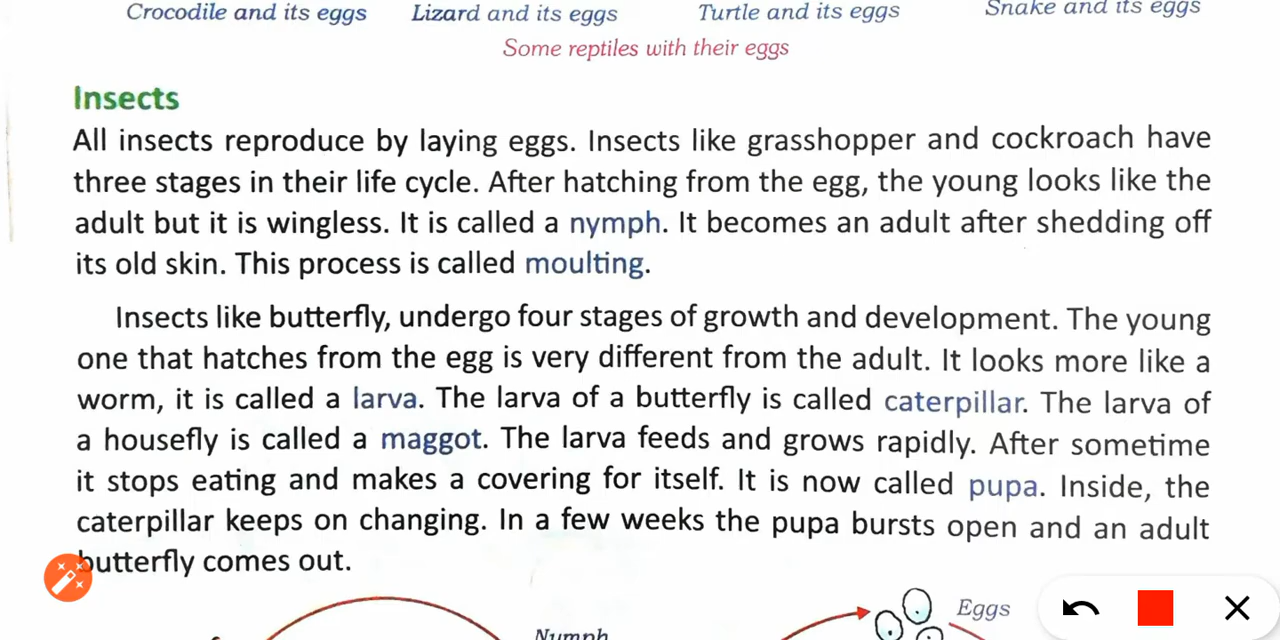 Crocodile and its eggs Lizard and its eggs Turtle and its eggs Snake and its eggs
Some reptiles with their eggs
Insects
All insects reproduce by laying eggs. Insects like grasshopper and cockroach have
three stages in their life cycle. After hatching from the egg, the young looks like the
adult but it is wingless. It is called a nymph. It becomes an adult after shedding off
its old skin. This process is called moulting.
Insects like butterfly, undergo four stages of growth and development. The young
one that hatches from the egg is very different from the adult. It looks more like a
worm, it is called a larva. The larva of a butterfly is called caterpillar. The larva of
a housefly is called a maggot. The larva feeds and grows rapidly. After sometime
it stops eating and makes a covering for itself. It is now called pupa. Inside, the
caterpillar keeps on changing. In a few weeks the pupa bursts open and an adult
butterfly comes out.
Eggs
Nymph